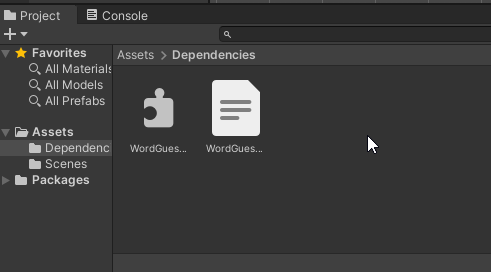 Project
Console
Favorites
All Materials
All Models
All Prefabs
Assets
Dependenc
Scenes
Packages
Assets > Dependencies
WordGues...
WordGues...